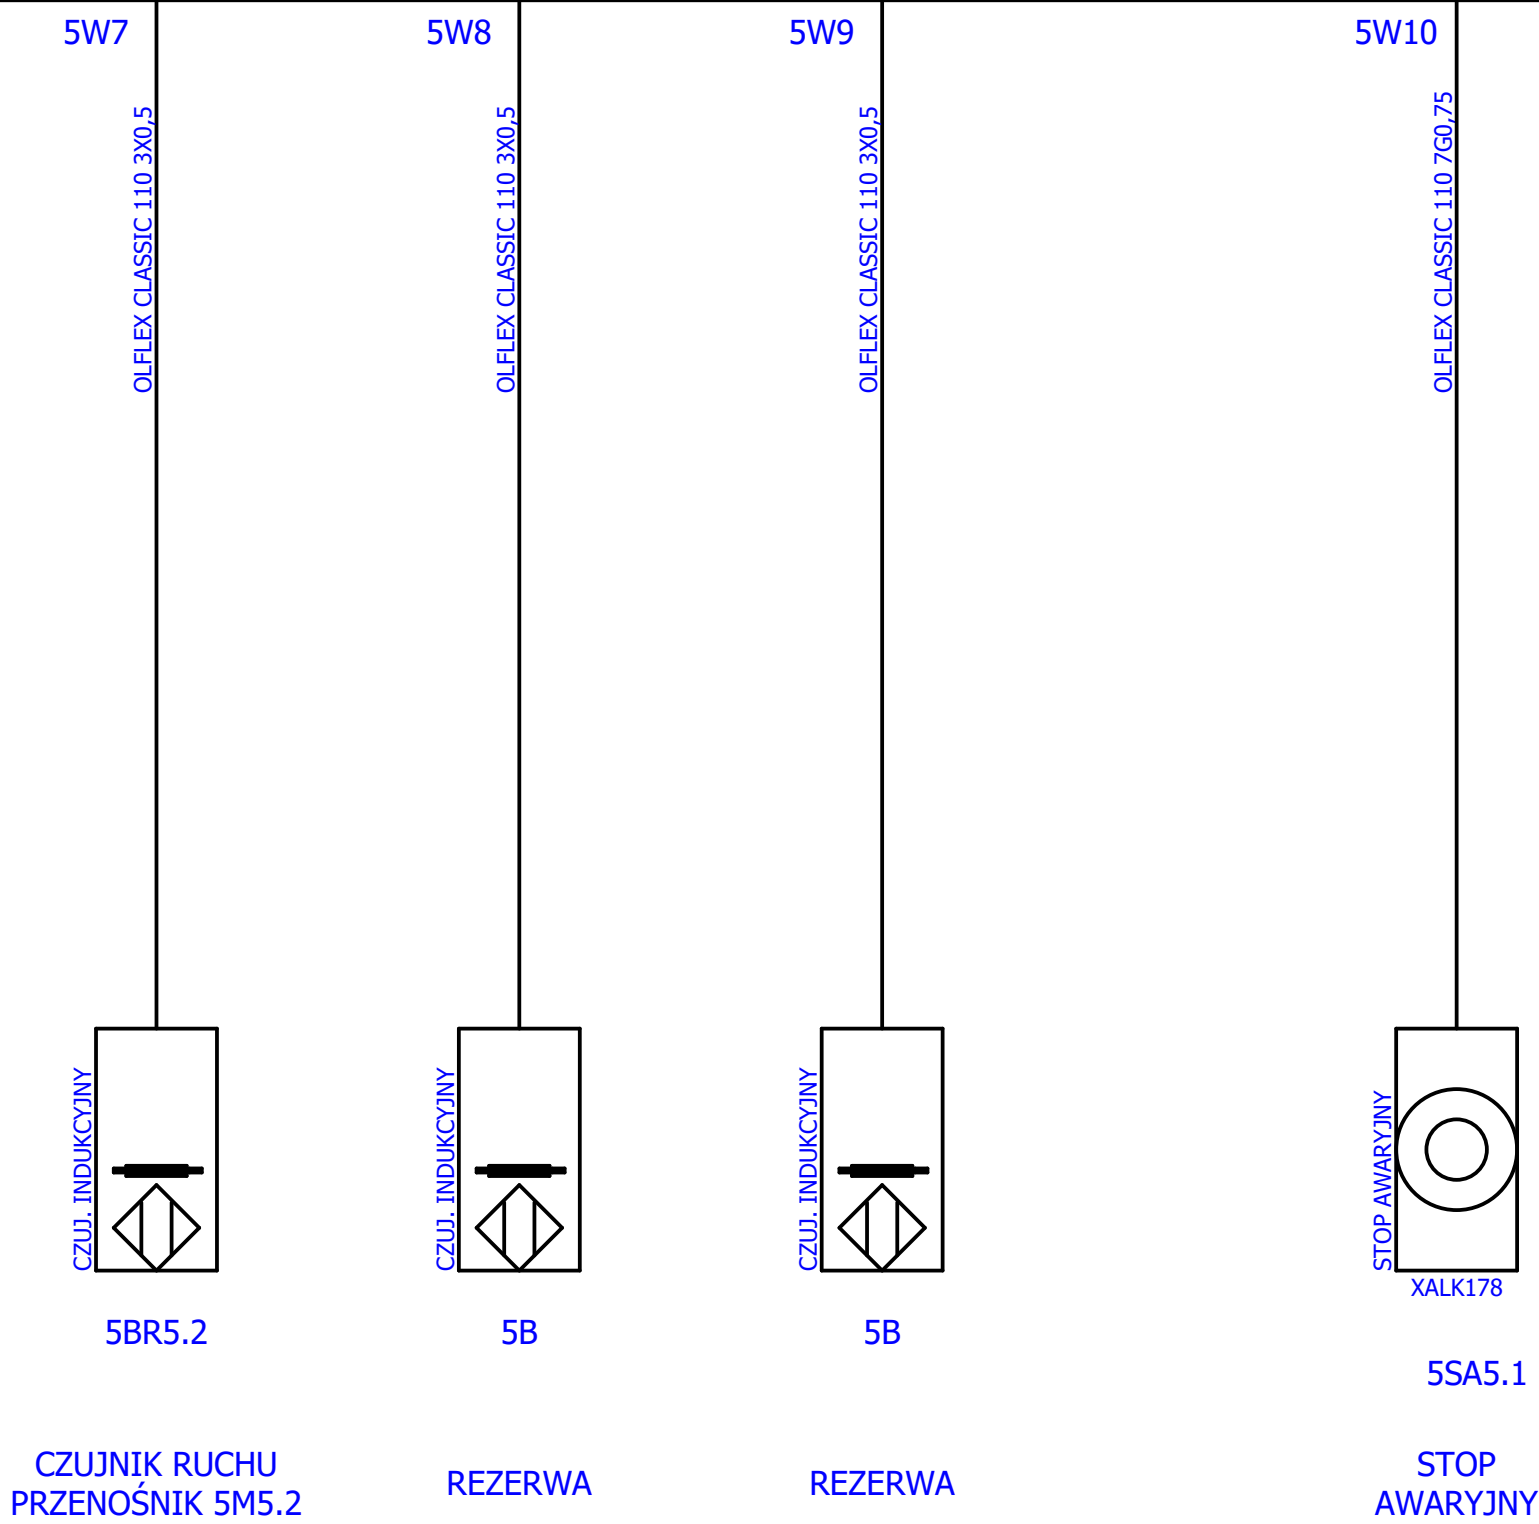 5W7
5W8
5W9
5W10
OLFLEX CLASSIC 110 3X0,5
OLFLEX CLASSIC 110 3X0,5
OLFLEX CLASSIC 110 3X0,5
OLFLEX CLASSIC 110 7G0,75
CZUJ. INDUKCYJNY
CZUJ. INDUKCYJNY
CZUJ. INDUKCYJNY
STOP AWARYJNY
XALK178
5BR5.2
5B
5B
5SA5.1
CZUJNIK RUCHU
PRZENOŚNIK 5M5.2
REZERWA
REZERWA
STOP
AWARYJNY